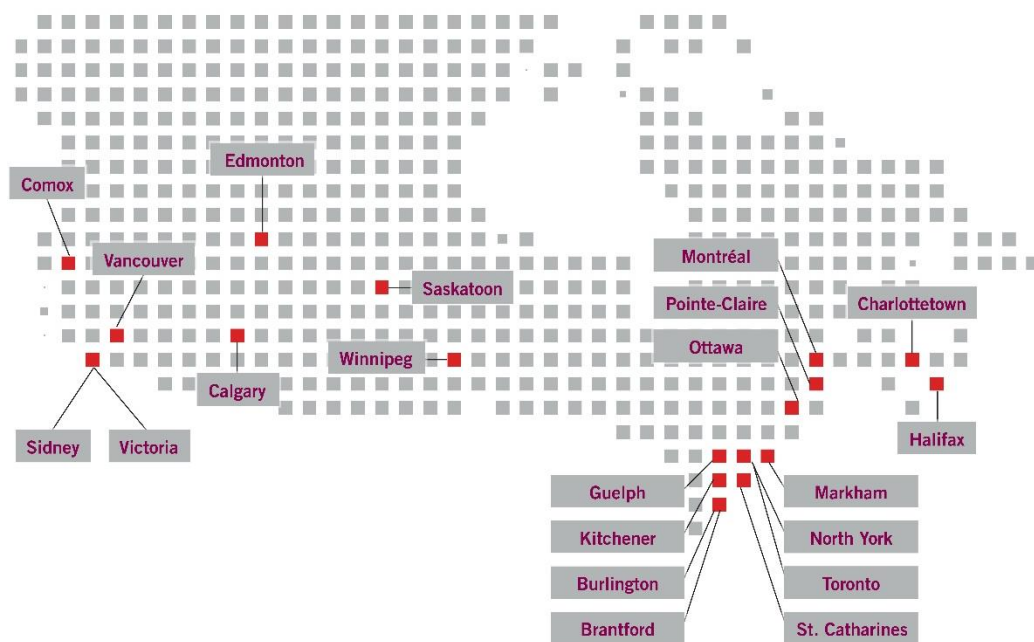 Edmonton
Comox
Vancouver
Montréal
Saskatoon
Pointe-Claire
Charlottetown
Ottawa
Winnipeg
Calgary
Sidney
Victoria
Halifax
Guelph
Markham
Kitchener
North York
Burlington
Toronto
Brantford
St. Catharines